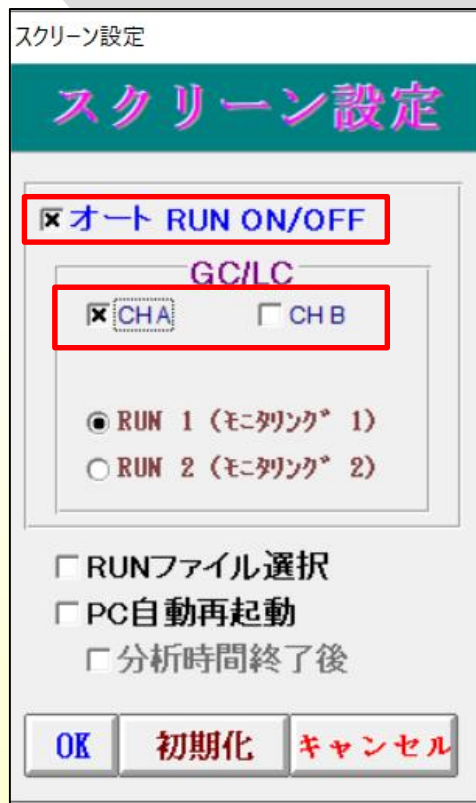 スクリーン設定
スクリーン設定
オート RUN ON/OFF
GC/LC
CH A CH B
RUN 1 (ﾓﾆﾀﾘﾝｸﾞ 1)
RUN 2 (ﾓﾆﾀﾘﾝｸﾞ 2)
RUNファイル選択
PC自動再起動
分析時間終了後
OK 初期化 キャンセル